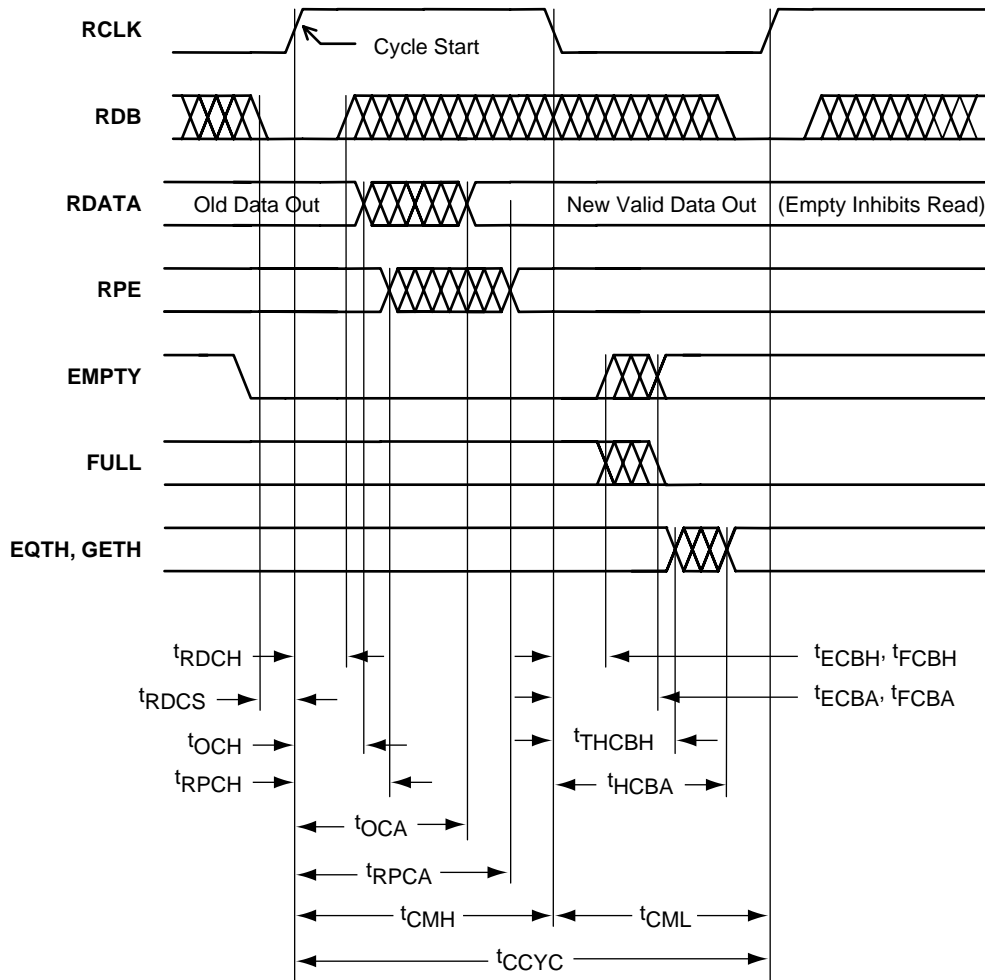 RCLK
Cycle Start
RDB
RDATA Old Data Out New Valid Data Out (Empty Inhibits Read)
RPE
EMPTY
FULL
EQTH, GETH
tRDCH tECBH, tFCBH
tRDCS tECBA, tFCBA
tOCH tTHCBH
tRPCH tHCBA
tOCA
tRPCA
tCMH tCML
tCCYC